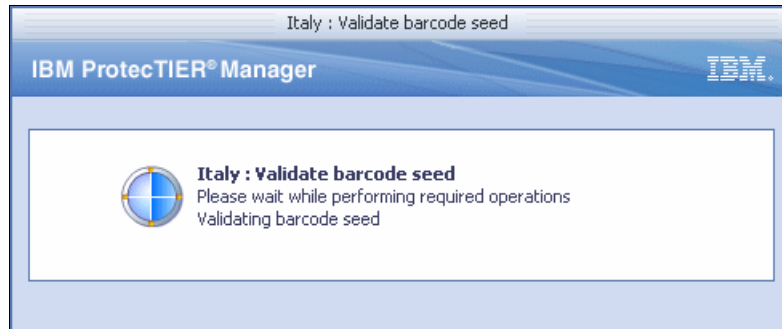 Italy : Validate barcode seed
IBM ProtecTIER® Manager
IBM.
Italy : Validate barcode seed
Please wait while performing required operations
Validating barcode seed